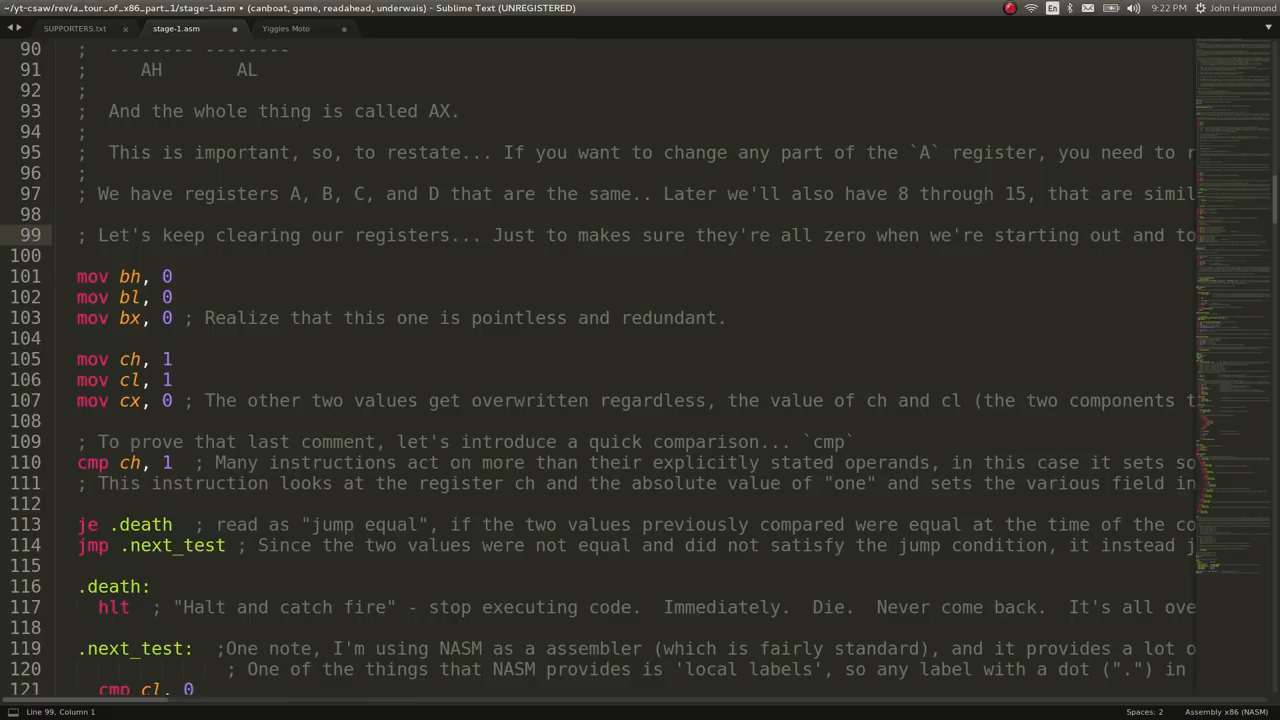 ~/yt-csaw/rev/a_tour_of_x86_part_1/stage-1.asm • (canboat, game, readahead, underwais) - Sublime Text (UNREGISTERED)
En
9:22 PM
John Hammond
SUPPORTERS.txt
stage-1.asm
Yiggles Moto
90 ;  -------- --------
91 ;     AH       AL
92 ;
93 ;  And the whole thing is called AX.
94 ;
95 ;  This is important, so, to restate... If you want to change any part of the `A` register, you need to r
96 ;
97 ; We have registers A, B, C, and D that are the same.. Later we'll also have 8 through 15, that are simil
98
99 ; Let's keep clearing our registers... Just to makes sure they're all zero when we're starting out and to
100
101 mov bh, 0
102 mov bl, 0
103 mov bx, 0 ; Realize that this one is pointless and redundant.
104
105 mov ch, 1
106 mov cl, 1
107 mov cx, 0 ; The other two values get overwritten regardless, the value of ch and cl (the two components t
108
109 ; To prove that last comment, let's introduce a quick comparison... `cmp`
110 cmp ch, 1  ; Many instructions act on more than their explicitly stated operands, in this case it sets so
111 ; This instruction looks at the register ch and the absolute value of "one" and sets the various field in
112
113 je .death  ; read as "jump equal", if the two values previously compared were equal at the time of the co
114 jmp .next_test ; Since the two values were not equal and did not satisfy the jump condition, it instead j
115
116 .death:
117   hlt  ; "Halt and catch fire" - stop executing code.  Immediately.  Die.  Never come back.  It's all ove
118
119 .next_test:  ;One note, I'm using NASM as a assembler (which is fairly standard), and it provides a lot o
120               ; One of the things that NASM provides is 'local labels', so any label with a dot (".") in
121   cmp cl, 0
Line 99, Column 1
Spaces: 2
Assembly x86 (NASM)